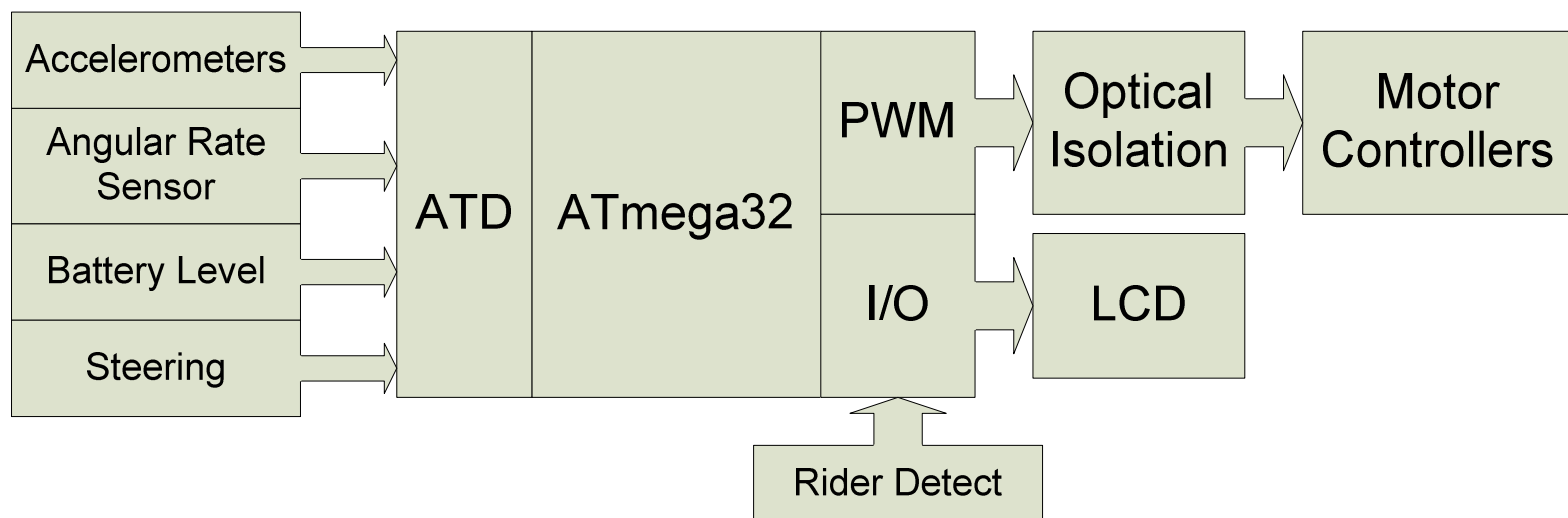 Accelerometers
Angular Rate
Sensor
Battery Level
Steering
ATD
ATmega32
PWM
I/O
Optical
Isolation
Motor
Controllers
LCD
Rider Detect